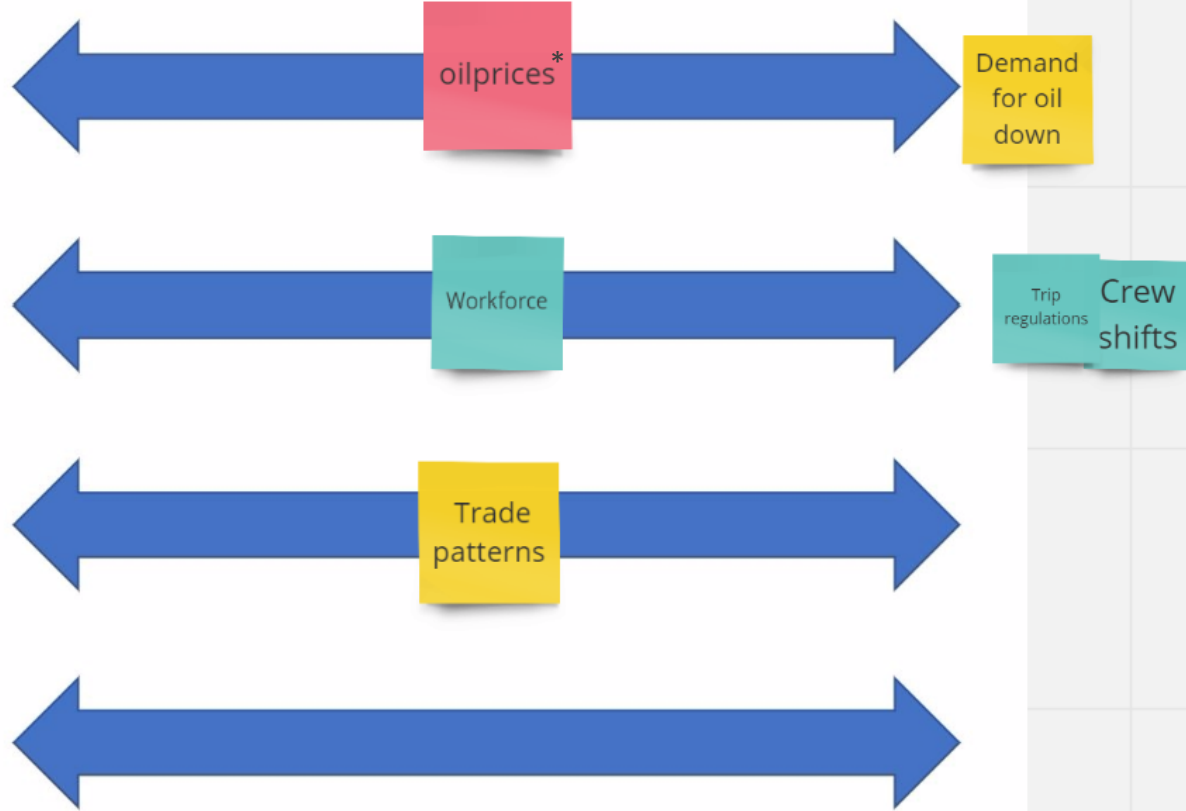 oilprices*
Demand
for oil
down
Workforce
Trip
regulations
Crew
shifts
Trade
patterns